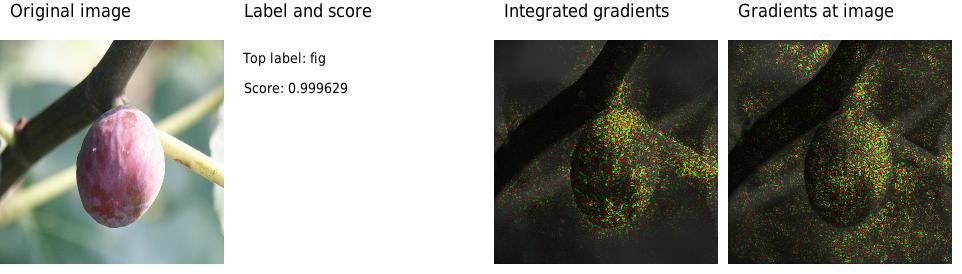 Original image
Label and score
Integrated gradients
Gradients at image
Top label: fig
Score: 0.999629